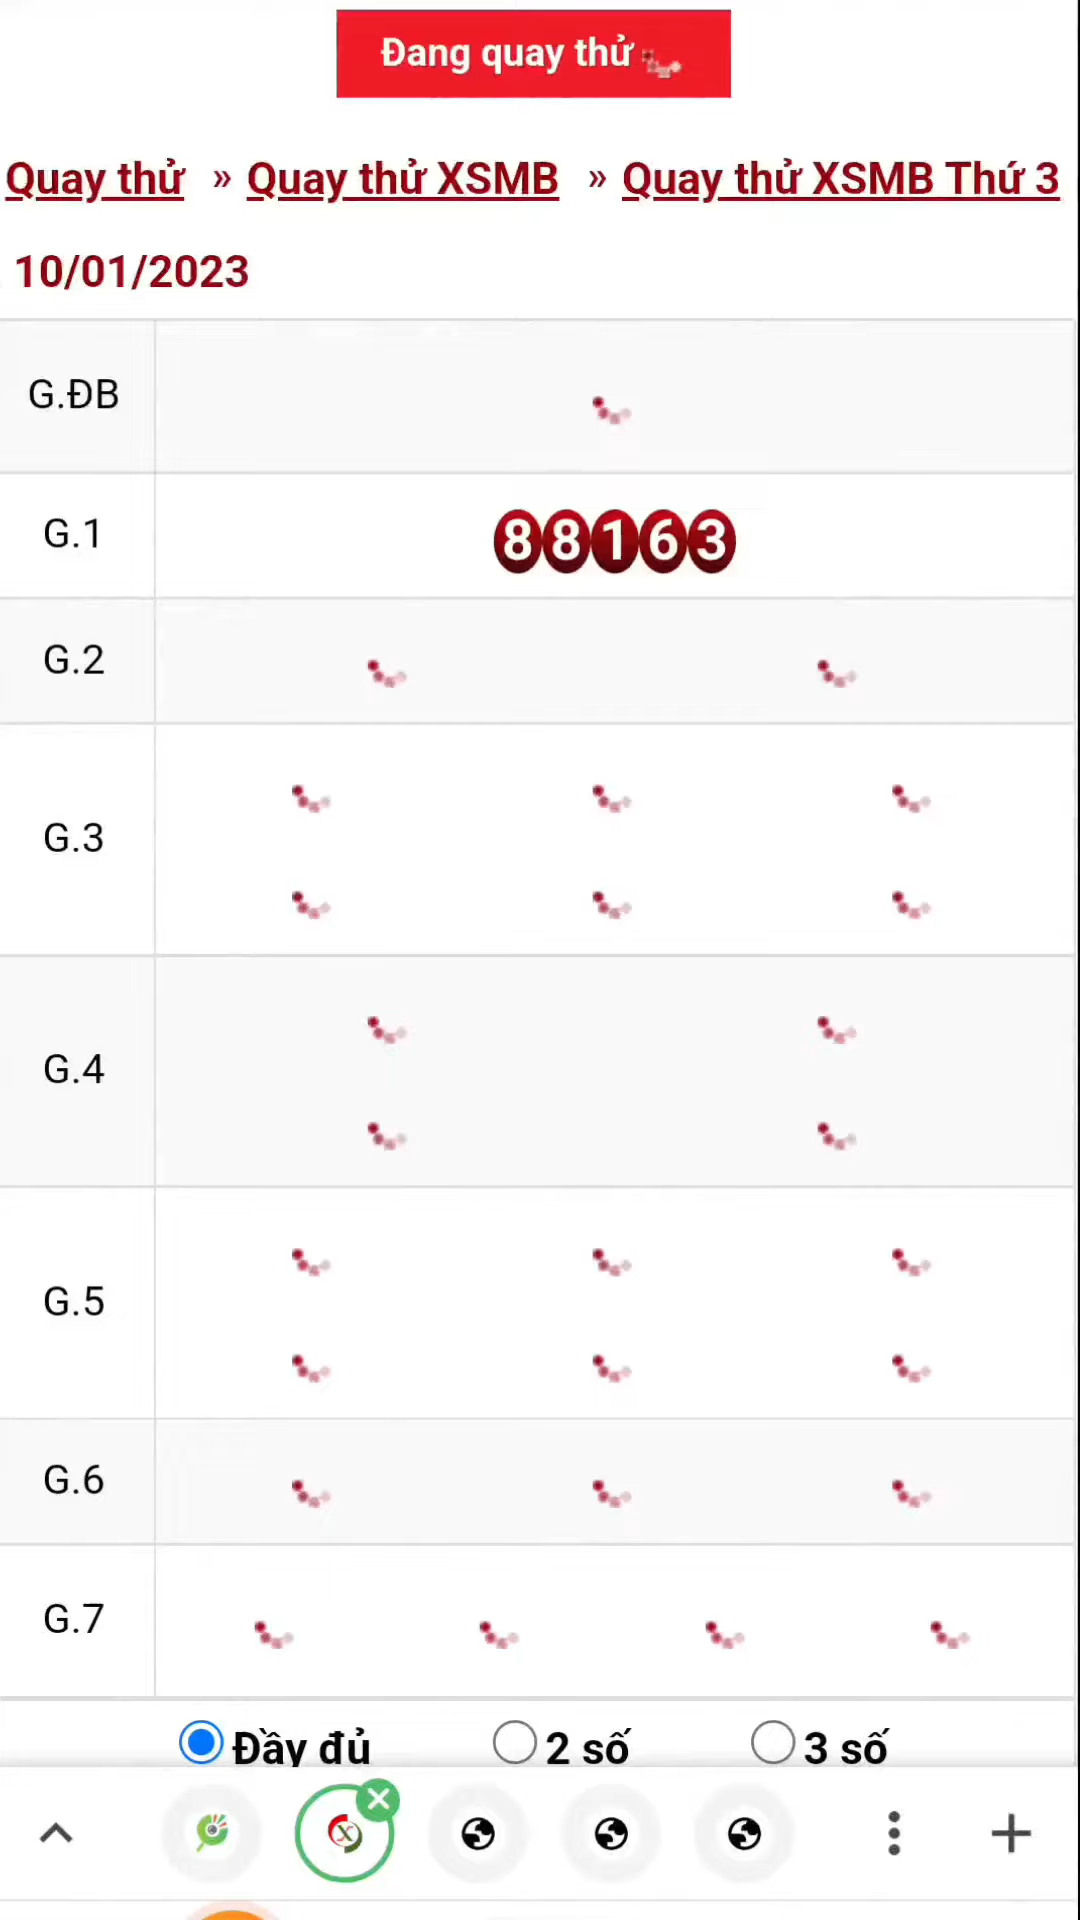 Đang quay thử
Quay thử » Quay thử XSMB » Quay thử XSMB Thứ 3
10/01/2023
G.ĐB
G.1 88163
G.2
G.3
G.4
G.5
G.6
G.7
Đầy đủ 2 số 3 số